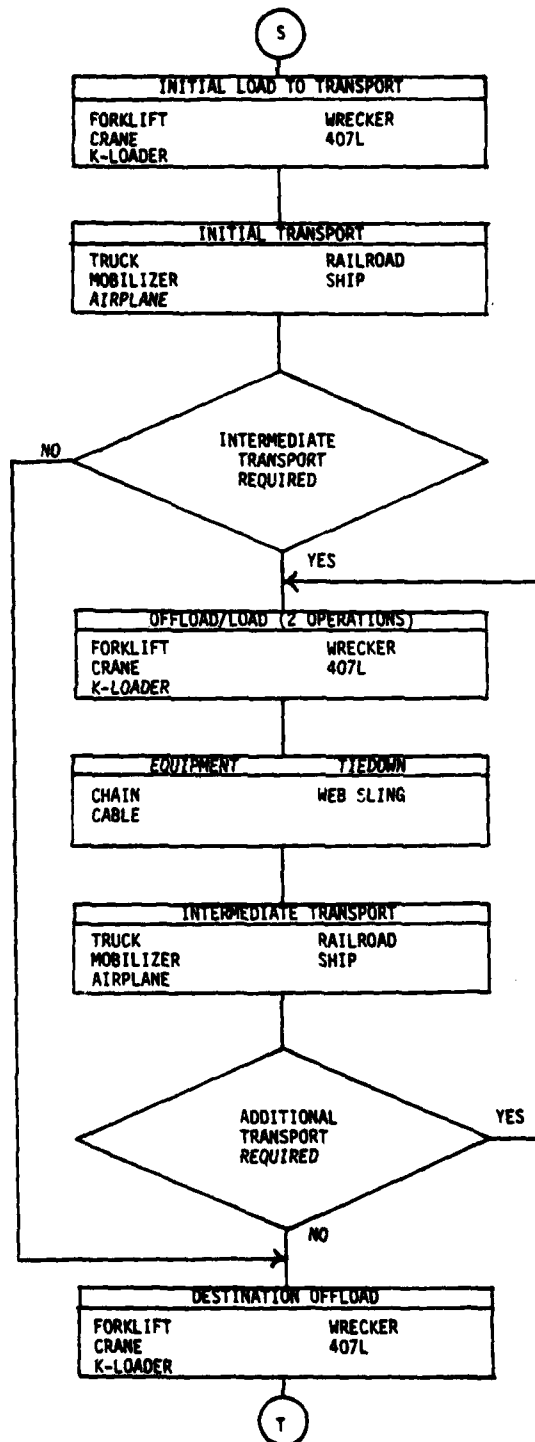 S
INITIAL LOAD TO TRANSPORT
FORKLIFT WRECKER
CRANE 407L
K-LOADER
INITIAL TRANSPORT
TRUCK RAILROAD
MOBILIZER SHIP
AIRPLANE
NO
INTERMEDIATE
TRANSPORT
REQUIRED
YES
OFFLOAD/LOAD (2 OPERATIONS)
FORKLIFT WRECKER
CRANE 407L
K-LOADER
EQUIPMENT TIEDOWN
CHAIN WEB SLING
CABLE
INTERMEDIATE TRANSPORT
TRUCK RAILROAD
MOBILIZER SHIP
AIRPLANE
ADDITIONAL
TRANSPORT
REQUIRED
YES
NO
DESTINATION OFFLOAD
FORKLIFT WRECKER
CRANE 407L
K-LOADER
T